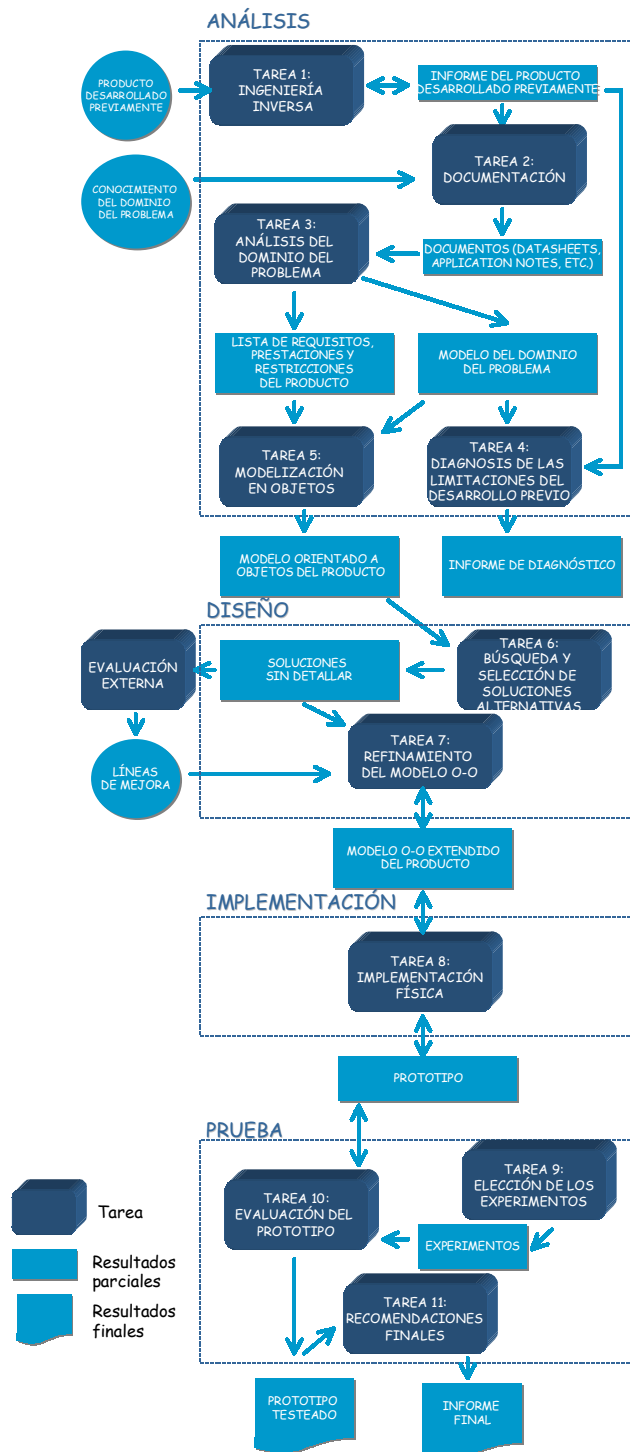 ANÁLISIS
PRODUCTO
DESARROLLADO
PREVIAMENTE
TAREA 1:
INGENIERÍA
INVERSA
INFORME DEL PRODUCTO
DESARROLLADO PREVIAMENTE
CONOCIMIENTO
DEL DOMINIO
DEL PROBLEMA
TAREA 2:
DOCUMENTACIÓN
TAREA 3:
ANÁLISIS DEL
DOMINIO DEL
PROBLEMA
DOCUMENTOS (DATASHEETS,
APPLICATION NOTES, ETC.)
LISTA DE REQUISITOS,
PRESTACIONES Y
RESTRICCIONES
DEL PRODUCTO
MODELO DEL DOMINIO
DEL PROBLEMA
TAREA 5:
MODELIZACIÓN
EN OBJETOS
TAREA 4:
DIAGNOSIS DE LAS
LIMITACIONES DEL
DESARROLLO PREVIO
MODELO ORIENTADO A
OBJETOS DEL PRODUCTO
INFORME DE DIAGNÓSTICO
DISEÑO
EVALUACIÓN
EXTERNA
SOLUCIONES
SIN DETALLAR
TAREA 6:
BÚSQUEDA Y
SELECCIÓN DE
SOLUCIONES
ALTERNATIVAS
LÍNEAS
DE MEJORA
TAREA 7:
REFINAMIENTO
DEL MODELO O-O
MODELO O-O EXTENDIDO
DEL PRODUCTO
IMPLEMENTACIÓN
TAREA 8:
IMPLEMENTACIÓN
FÍSICA
PROTOTIPO
PRUEBA
TAREA 9:
ELECCIÓN DE LOS
EXPERIMENTOS
TAREA 10:
EVALUACIÓN DEL
PROTOTIPO
EXPERIMENTOS
TAREA 11:
RECOMENDACIONES
FINALES
PROTOTIPO
TESTEADO
INFORME
FINAL
Tarea
Resultados
parciales
Resultados
finales